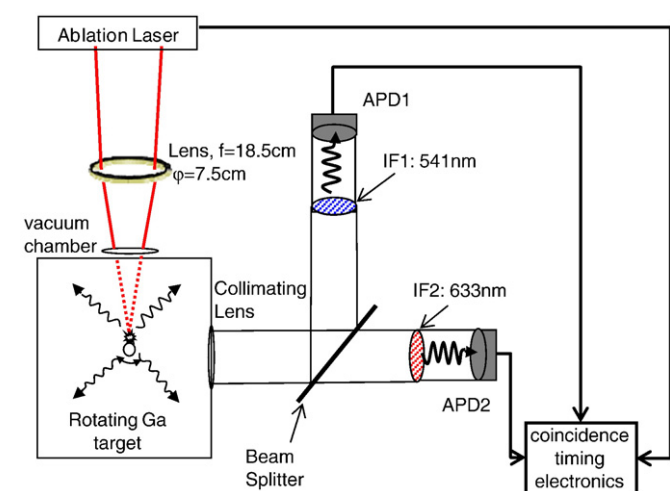 Ablation Laser
APD1
Lens, f=18.5cm
φ=7.5cm
IF1: 541nm
vacuum
chamber
Collimating
Lens
IF2: 633nm
Rotating Ga
target
APD2
Beam
Splitter
coincidence
timing
electronics